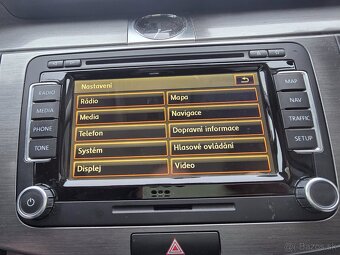 Nastavení
RADIO
MEDIA
PHONE
TONE
Rádio
Media
Telefon
Systém
Displej
Mapa
Navigace
Dopravní informace
Hlasové ovládání
Video
MAP
NAV
TRAFFIC
SETUP